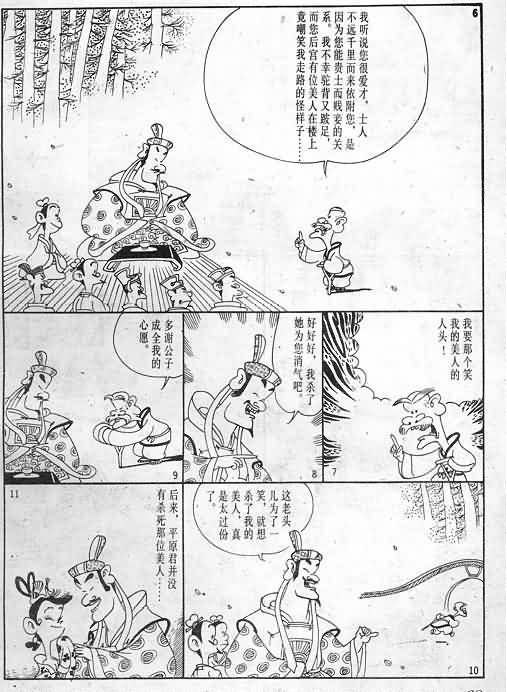 6
我听说您很爱才，士人
不远千里而来依附您，是
因为您能贵士而贱妾的关
系。我不幸驼背又跛足，
而您后宫有位美人在楼上
竟嘲笑我走路的怪样子……
我要那个笑
我的美人的
人头！
7
好好好，我杀了
她为您消气吧。
8
多谢公子
成全我的
心愿。
9
这老头
儿为了一
笑，就想
杀了我的
美人，真
是太过份
了。
10
后来，平原君并没
有杀死那位美人……
11